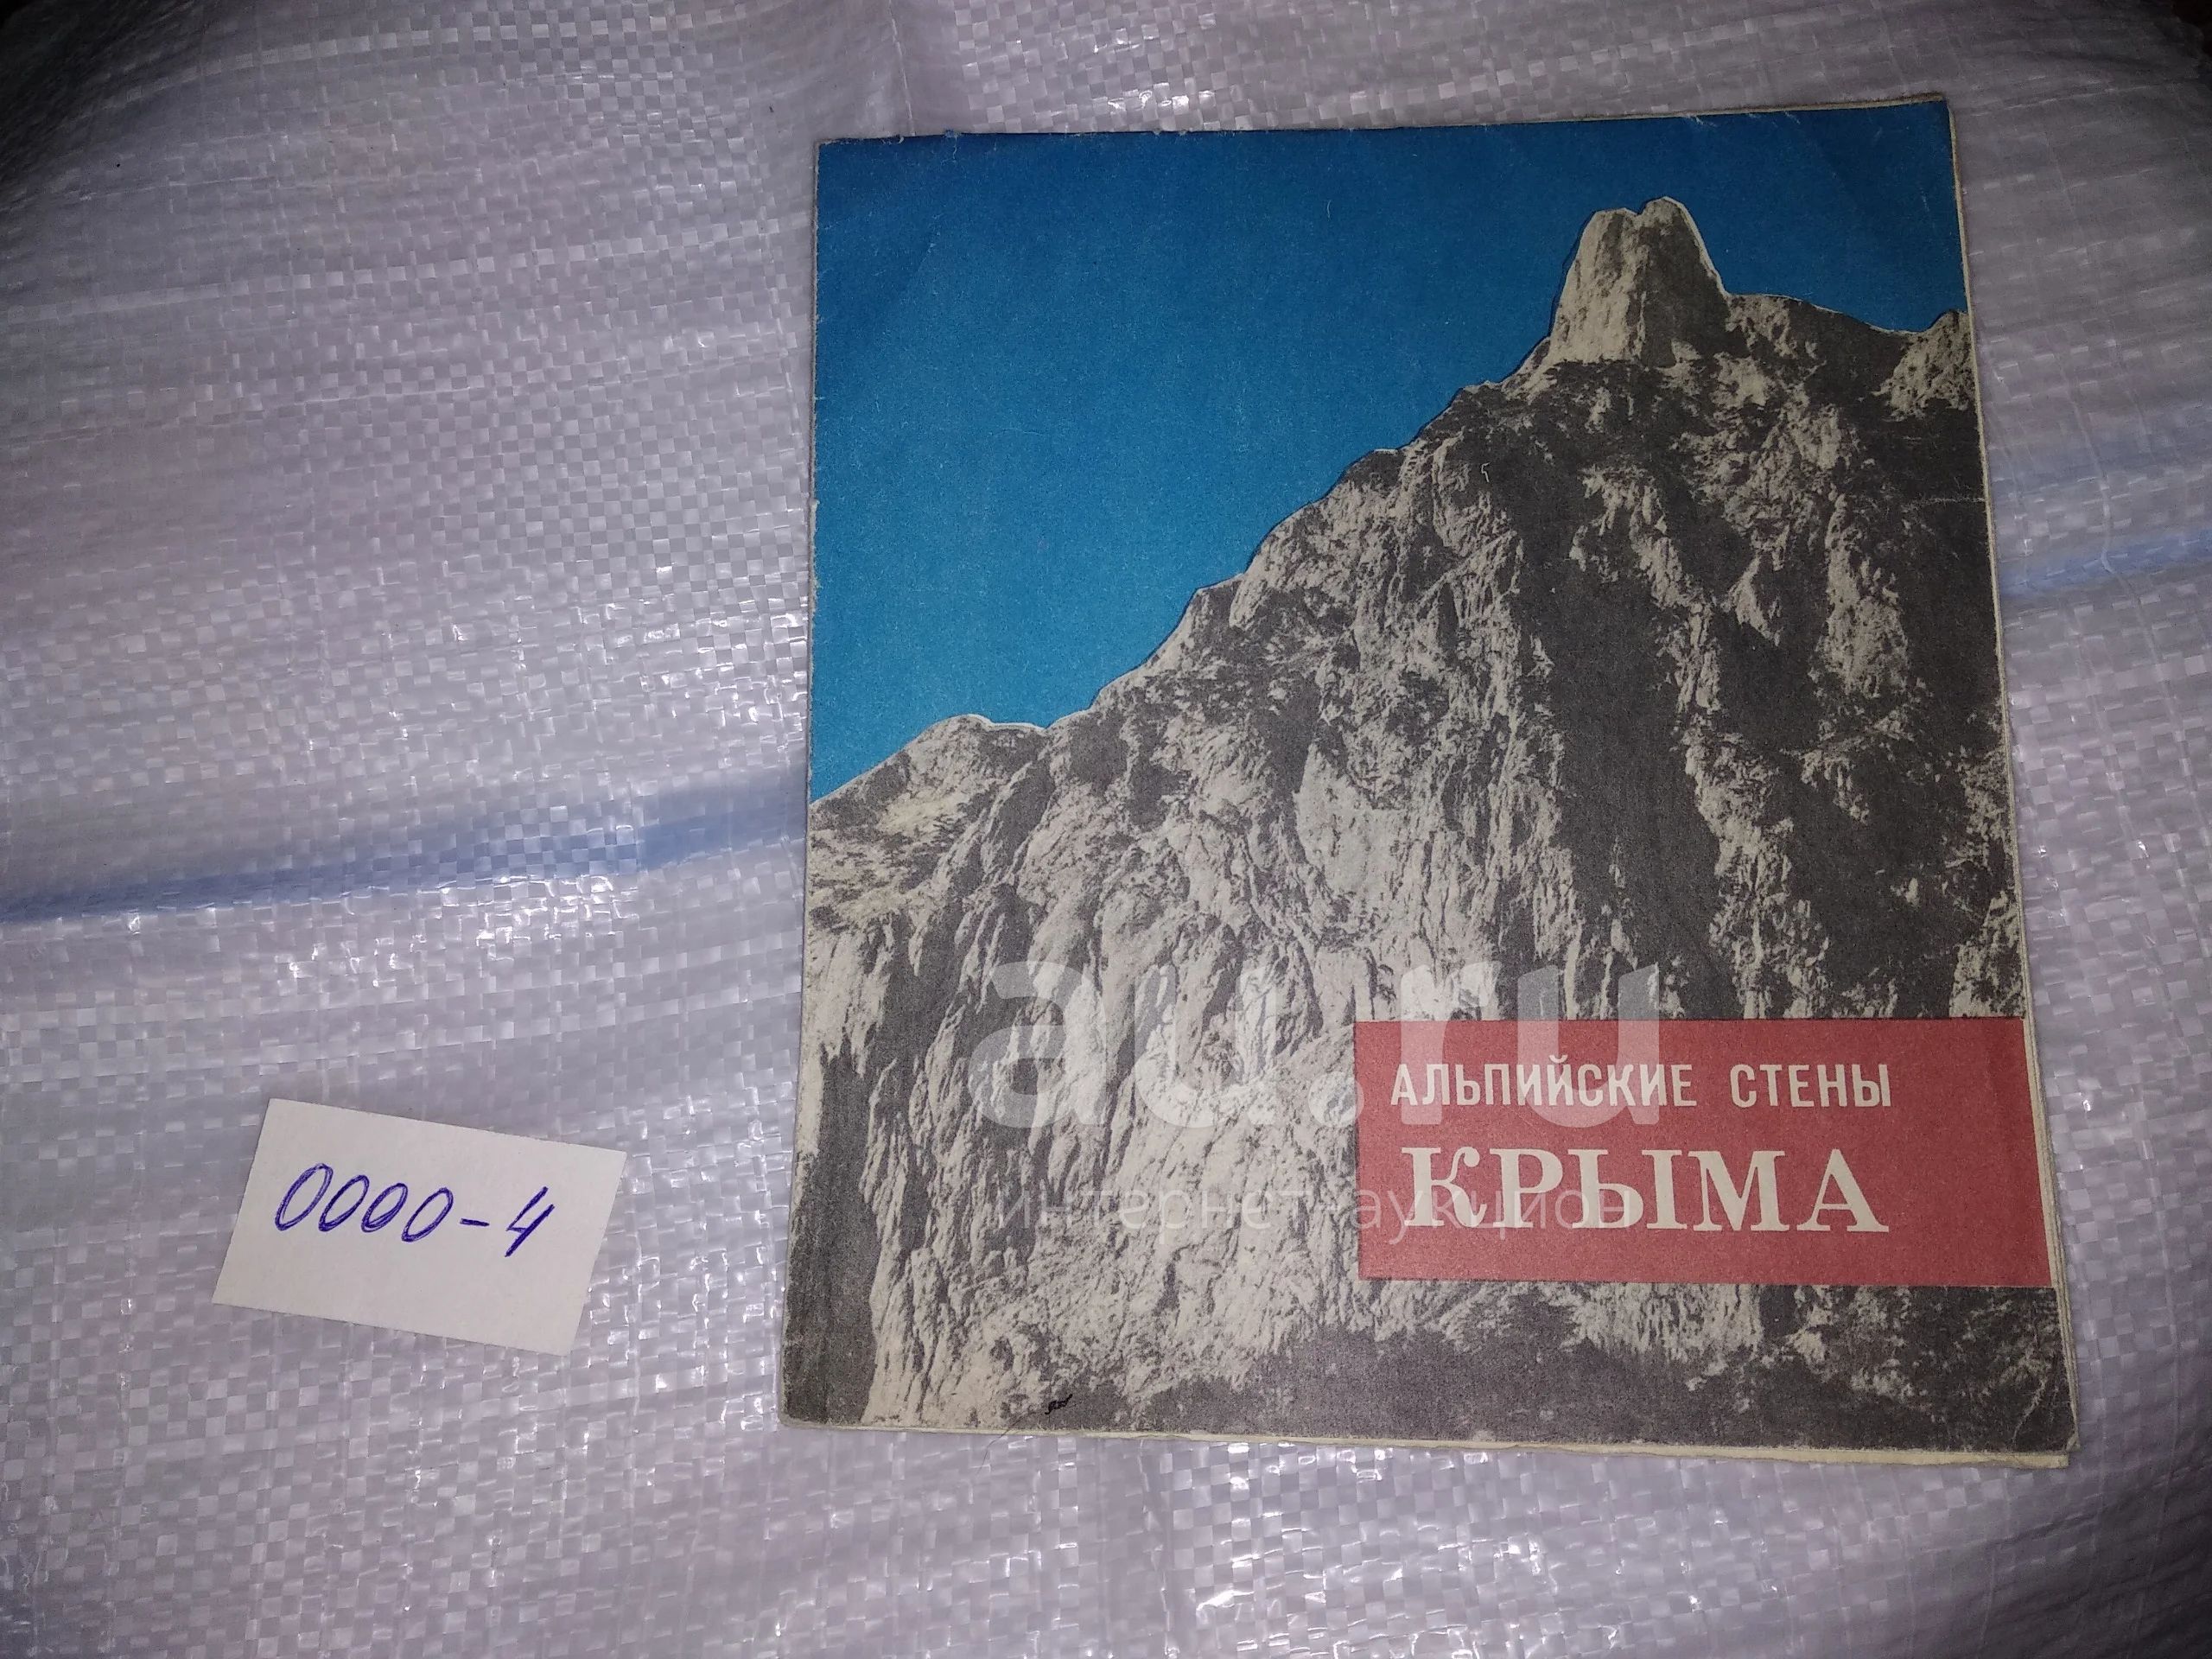 au.ru
интернет-аукцион
АЛЬПИЙСКИЕ СТЕНЫ
КРЫМА
0000-4